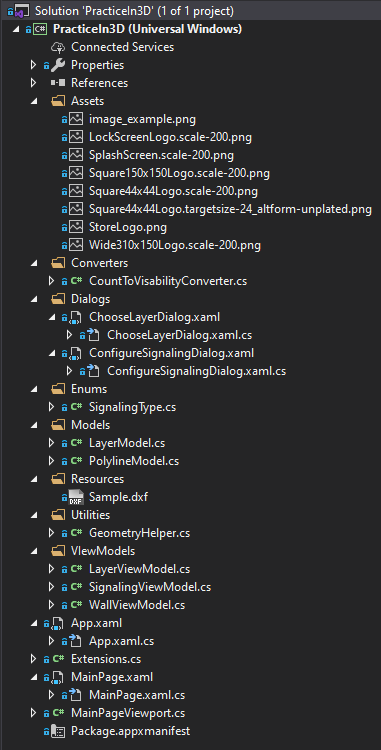 Solution 'PracticeIn3D' (1 of 1 project)
C# PracticeIn3D (Universal Windows)
Connected Services
Properties
References
Assets
image_example.png
LockScreenLogo.scale-200.png
SplashScreen.scale-200.png
Square150x150Logo.scale-200.png
Square44x44Logo.scale-200.png
Square44x44Logo.targetsize-24_altform-unplated.png
StoreLogo.png
Wide310x150Logo.scale-200.png
Converters
C# CountToVisabilityConverter.cs
Dialogs
ChooseLayerDialog.xaml
ChooseLayerDialog.xaml.cs
ConfigureSignalingDialog.xaml
ConfigureSignalingDialog.xaml.cs
Enums
C# SignalingType.cs
Models
C# LayerModel.cs
C# PolylineModel.cs
Resources
DXF Sample.dxf
Utilities
C# GeometryHelper.cs
VIewModels
C# LayerViewModel.cs
C# SignalingViewModel.cs
C# WallViewModel.cs
App.xaml
App.xaml.cs
C# Extensions.cs
MainPage.xaml
MainPage.xaml.cs
C# MainPageViewport.cs
Package.appxmanifest